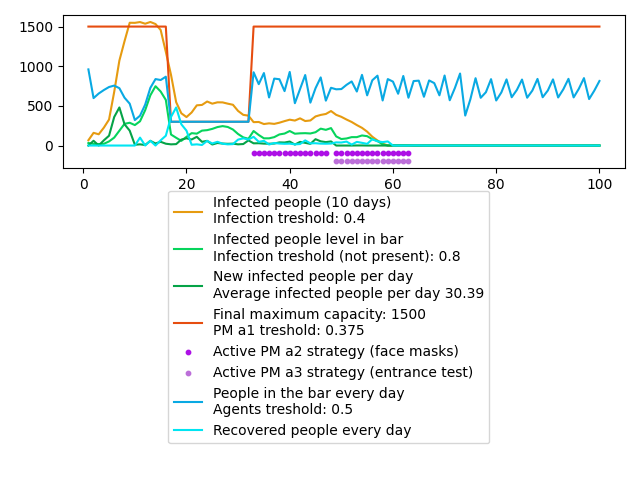 1500
1000
500
0
0 20 40 60 80 100
Infected people (10 days)
Infection treshold: 0.4
Infected people level in bar
Infection treshold (not present): 0.8
New infected people per day
Average infected people per day 30.39
Final maximum capacity: 1500
PM a1 treshold: 0.375
Active PM a2 strategy (face masks)
Active PM a3 strategy (entrance test)
People in the bar every day
Agents treshold: 0.5
Recovered people every day